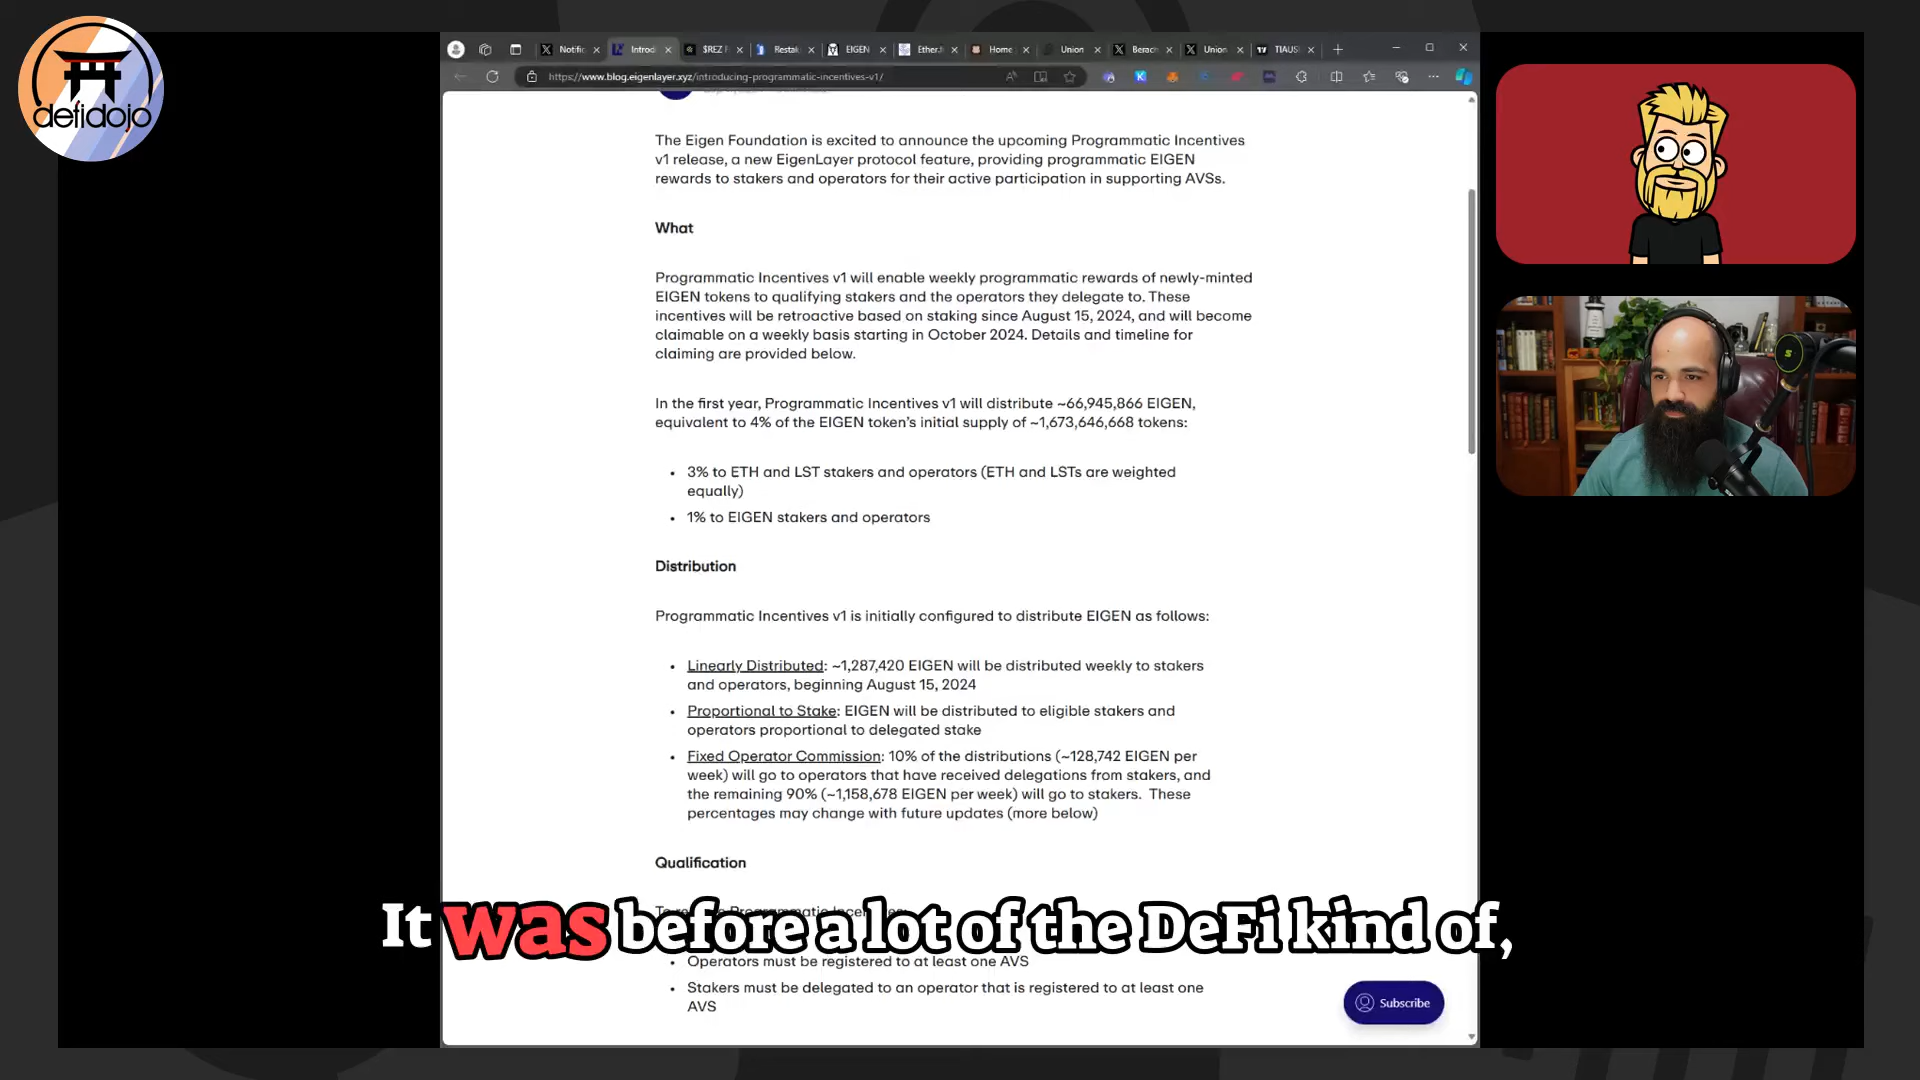 defidojo
Notific
Introd
$REZ P
Restak
EIGEN
Ether.fi
Home
Union
Berach
Union
TIAUSI
https://www.blog.eigenlayer.xyz/introducing-programmatic-incentives-v1/
The Eigen Foundation is excited to announce the upcoming Programmatic Incentives
v1 release, a new EigenLayer protocol feature, providing programmatic EIGEN
rewards to stakers and operators for their active participation in supporting AVSs.
What
Programmatic Incentives v1 will enable weekly programmatic rewards of newly-minted
EIGEN tokens to qualifying stakers and the operators they delegate to. These
incentives will be retroactive based on staking since August 15, 2024, and will become
claimable on a weekly basis starting in October 2024. Details and timeline for
claiming are provided below.
In the first year, Programmatic Incentives v1 will distribute ~66,945,866 EIGEN,
equivalent to 4% of the EIGEN token's initial supply of ~1,673,646,668 tokens:
• 3% to ETH and LST stakers and operators (ETH and LSTs are weighted
equally)
• 1% to EIGEN stakers and operators
Distribution
Programmatic Incentives v1 is initially configured to distribute EIGEN as follows:
• Linearly Distributed: ~1,287,420 EIGEN will be distributed weekly to stakers
and operators, beginning August 15, 2024
• Proportional to Stake: EIGEN will be distributed to eligible stakers and
operators proportional to delegated stake
• Fixed Operator Commission: 10% of the distributions (~128,742 EIGEN per
week) will go to operators that have received delegations from stakers, and
the remaining 90% (~1,158,678 EIGEN per week) will go to stakers. These
percentages may change with future updates (more below)
Qualification
It was before a lot of the DeFi kind of,
• Operators must be registered to at least one AVS
• Stakers must be delegated to an operator that is registered to at least one
AVS
Subscribe